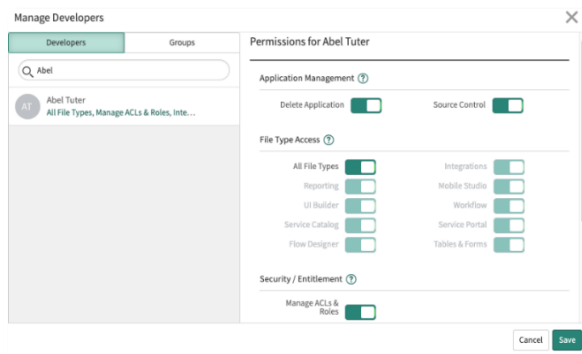 Manage Developers
Developers
Groups
Abel
AT
Abel Tuter
All File Types, Manage ACLs & Roles, Inte...
Permissions for Abel Tuter
Application Management ?
Delete Application
Source Control
File Type Access ?
All File Types
Integrations
Reporting
Mobile Studio
UI Builder
Workflow
Service Catalog
Service Portal
Flow Designer
Tables & Forms
Security / Entitlement ?
Manage ACLs &
Roles
Cancel
Save